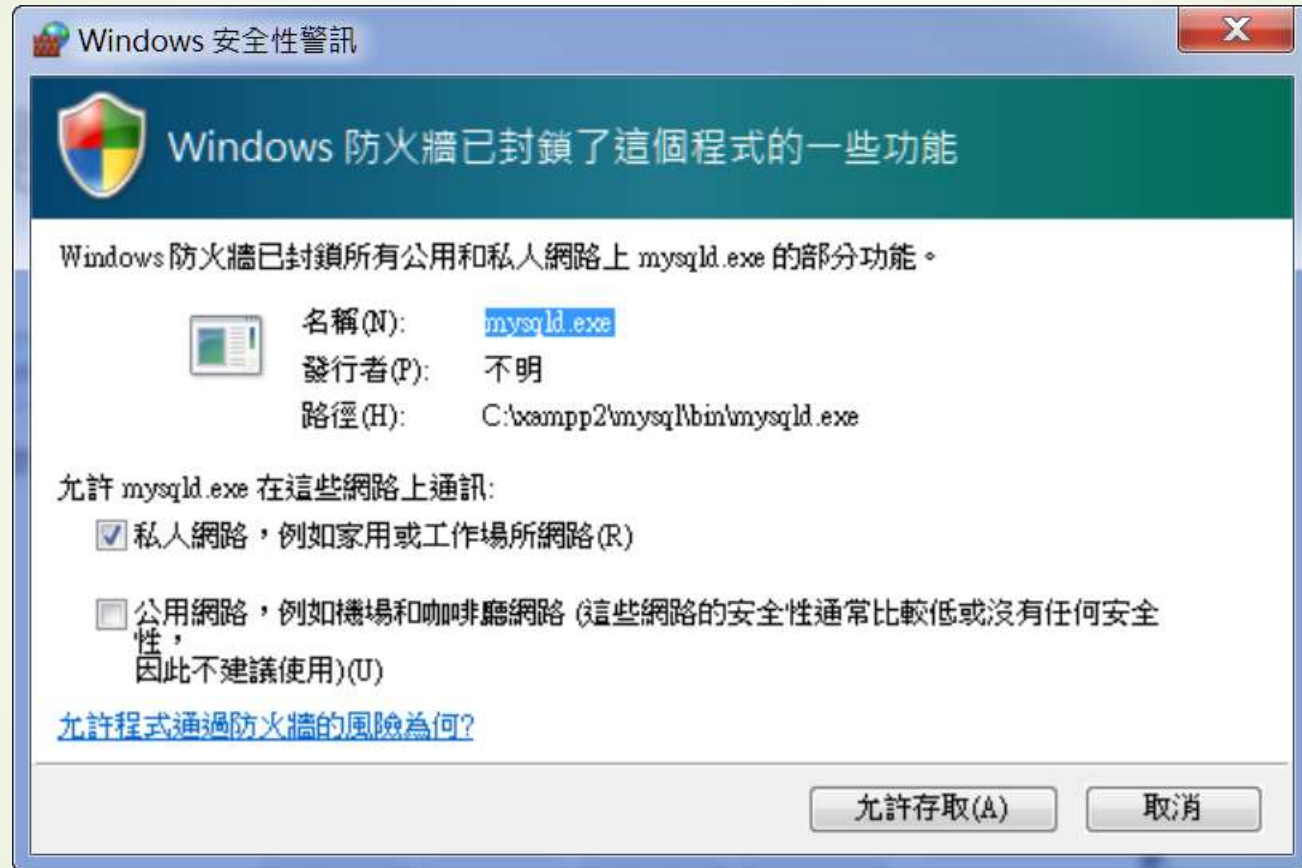 Windows 安全性警訊
Windows 防火牆已封鎖了這個程式的一些功能
Windows 防火牆已封鎖所有公用和私人網路上 mysqld.exe 的部分功能。
名稱(N): mysqld.exe
發行者(P): 不明
路徑(H): C:\xampp2\mysql\bin\mysqld.exe
允許 mysqld.exe 在這些網路上通訊:
私人網路，例如家用或工作場所網路(R)
公用網路，例如機場和咖啡廳網路 (這些網路的安全性通常比較低或沒有任何安全
性，
因此不建議使用)(U)
允許程式通過防火牆的風險為何?
允許存取(A) 取消